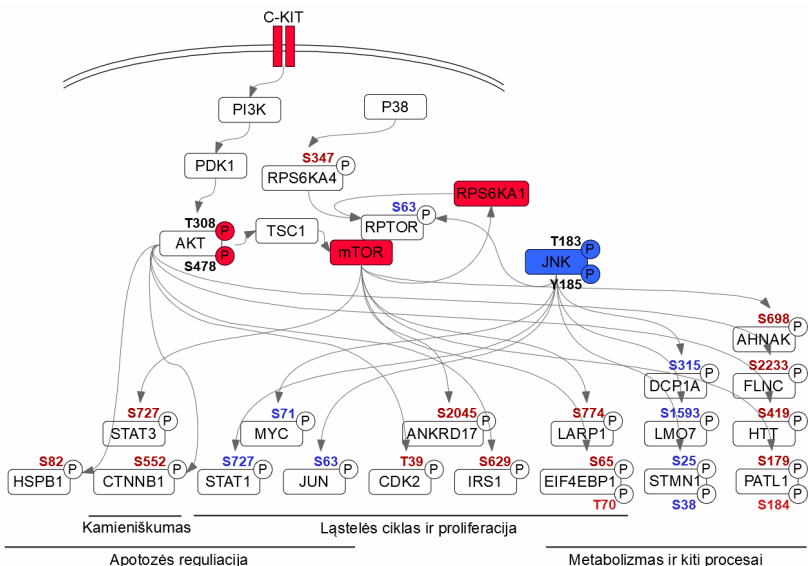 C-KIT
PI3K
P38
PDK1
S347
P
RPS6KA4
RPS6KA1
S63
P
RPTOR
T308
P
AKT
P
S478
TSC1
mTOR
T183
P
JNK
P
Y185
S698
P
AHNAK
S315
P
DCP1A
S2233
P
FLNC
S727
P
STAT3
S71
P
MYC
S2045
P
ANKRD17
S774
P
LARP1
S1593
P
LMO7
S419
P
HTT
S82
P
HSPB1
S552
P
CTNNB1
S727
P
STAT1
S63
P
JUN
T39
P
CDK2
S629
P
IRS1
S65
P
EIF4EBP1
P
T70
S25
P
STMN1
P
S38
S179
P
PATL1
P
S184
Kamieniškumas
Ląstelės ciklas ir proliferacija
Apotozės reguliacija
Metabolizmas ir kiti procesai